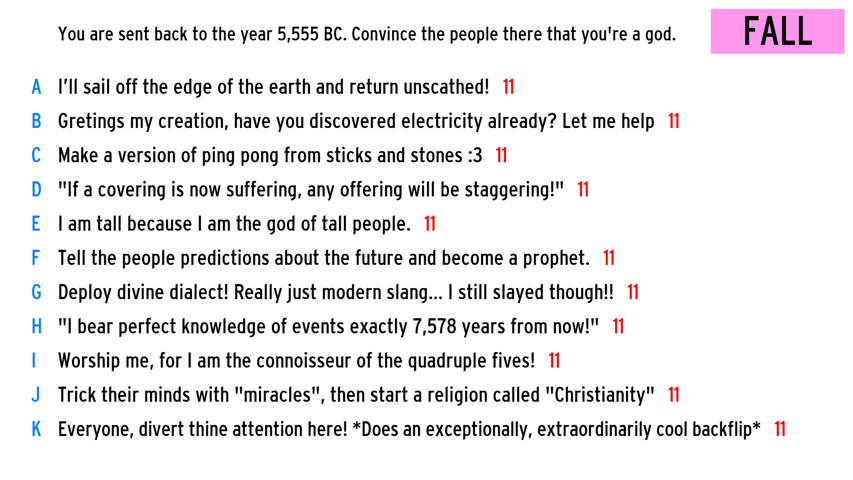 You are sent back to the year 5,555 BC. Convince the people there that you're a god.
FALL
A I'll sail off the edge of the earth and return unscathed! 11
B Gretings my creation, have you discovered electricity already? Let me help 11
C Make a version of ping pong from sticks and stones :3 11
D "If a covering is now suffering, any offering will be staggering!" 11
E I am tall because I am the god of tall people. 11
F Tell the people predictions about the future and become a prophet. 11
G Deploy divine dialect! Really just modern slang... I still slayed though!! 11
H "I bear perfect knowledge of events exactly 7,578 years from now!" 11
I Worship me, for I am the connoisseur of the quadruple fives! 11
J Trick their minds with "miracles", then start a religion called "Christianity" 11
K Everyone, divert thine attention here! *Does an exceptionally, extraordinarily cool backflip* 11